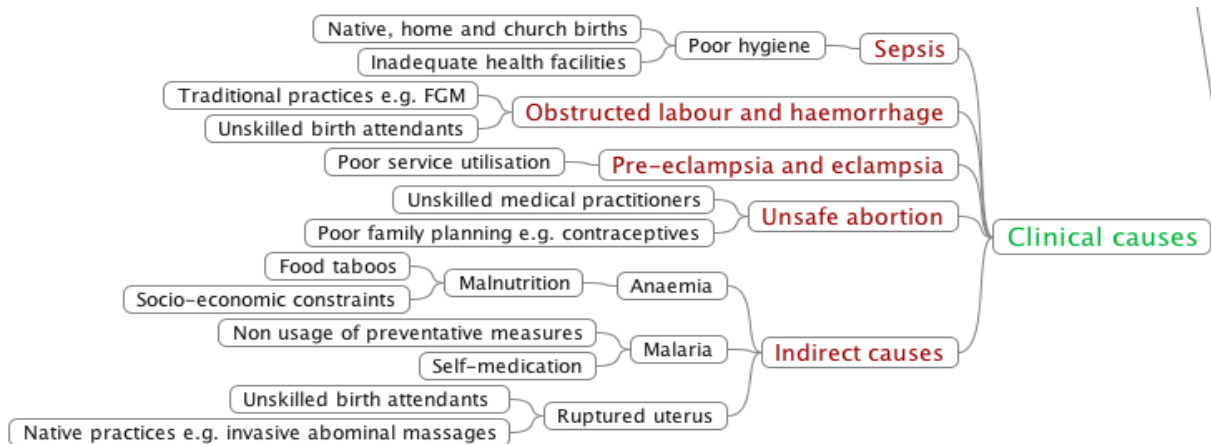 Native, home and church births
Poor hygiene
Sepsis
Inadequate health facilities
Traditional practices e.g. FGM
Obstructed labour and haemorrhage
Unskilled birth attendants
Poor service utilisation
Pre-eclampsia and eclampsia
Unskilled medical practitioners
Unsafe abortion
Poor family planning e.g. contraceptives
Clinical causes
Food taboos
Malnutrition
Anaemia
Socio-economic constraints
Non usage of preventative measures
Malaria
Indirect causes
Self-medication
Unskilled birth attendants
Ruptured uterus
Native practices e.g. invasive abominal massages